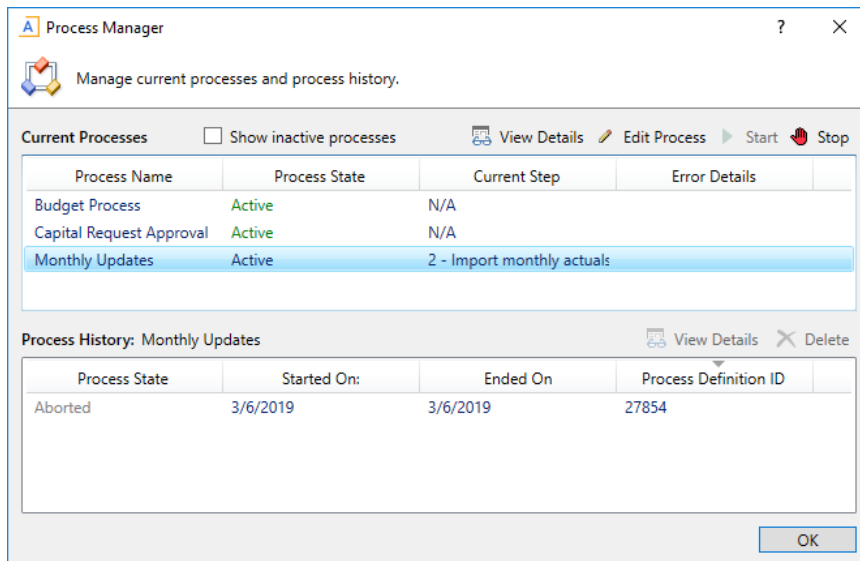 A Process Manager ?
Manage current processes and process history.
Current Processes Show inactive processes View Details Edit Process Start Stop
Process Name Process State Current Step Error Details
Budget Process Active N/A
Capital Request Approval Active N/A
Monthly Updates Active 2 - Import monthly actuals
Process History: Monthly Updates View Details Delete
Process State Started On: Ended On Process Definition ID
Aborted 3/6/2019 3/6/2019 27854
OK